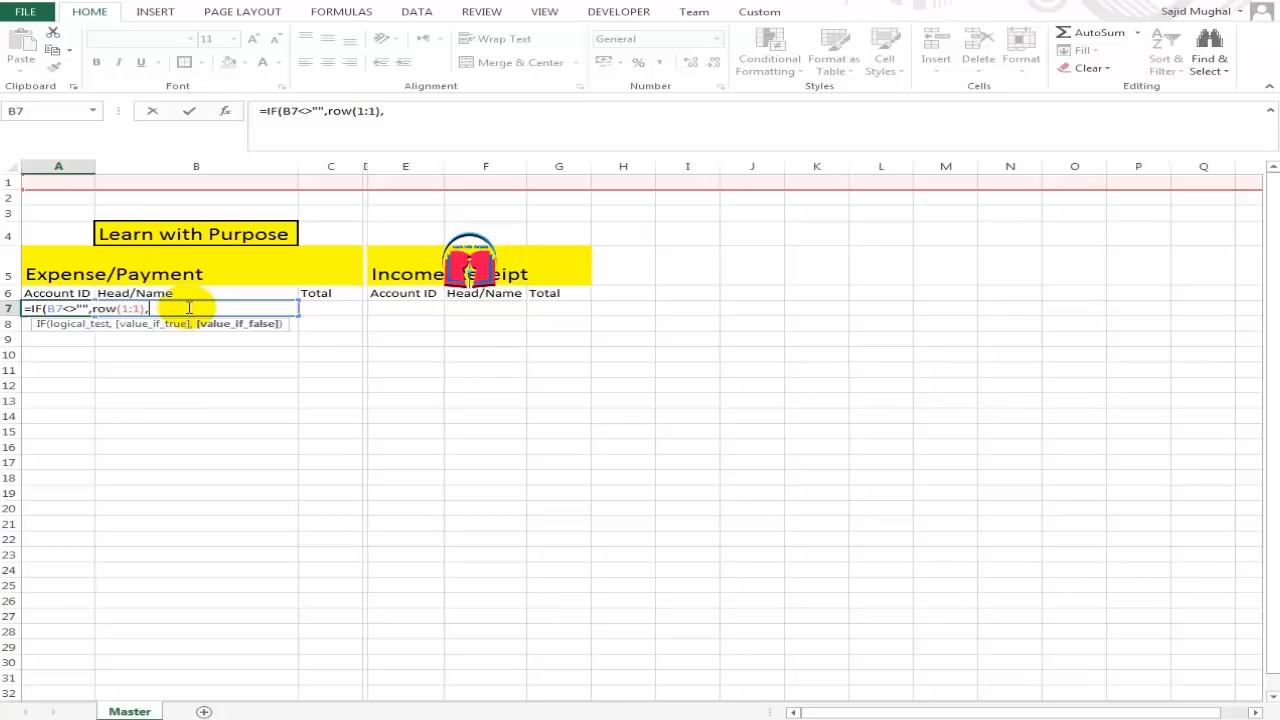 FILE HOME INSERT PAGE LAYOUT FORMULAS DATA REVIEW VIEW DEVELOPER Team Custom Sajid Mughal
11 A A Wrap Text General AutoSum
Paste B I U Merge & Center % Conditional Formatting Format as Table Cell Styles Insert Delete Format Fill Clear Sort & Filter Find & Select
Clipboard Font Alignment Number Styles Cells Editing
B7 fx =IF(B7<>"",row(1:1),
A B C E F G H I J K L M N O P Q
1
2
3
4 Learn with Purpose
5 Expense/Payment
6 Account ID Head/Name Total Account ID Head/Name Total
7 =IF(B7<>"",row(1:1),
8 IF(logical_test, [value_if_true], [value_if_false])
9
10
11
12
13
14
15
16
17
18
19
20
21
22
23
24
25
26
27
28
29
30
31
32
Master